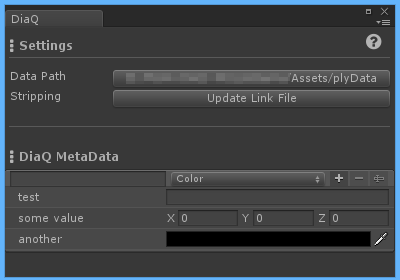 DiaQ
Settings
?
Data Path /Assets/plyData
Stripping Update Link File
DiaQ MetaData
Color + −
test
some value X 0 Y 0 Z 0
another